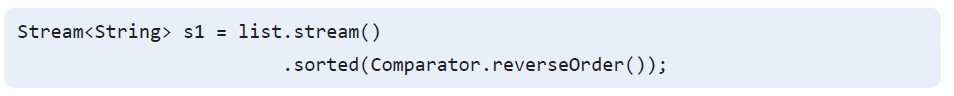 Stream<String> s1 = list.stream()
.sorted(Comparator.reverseOrder());